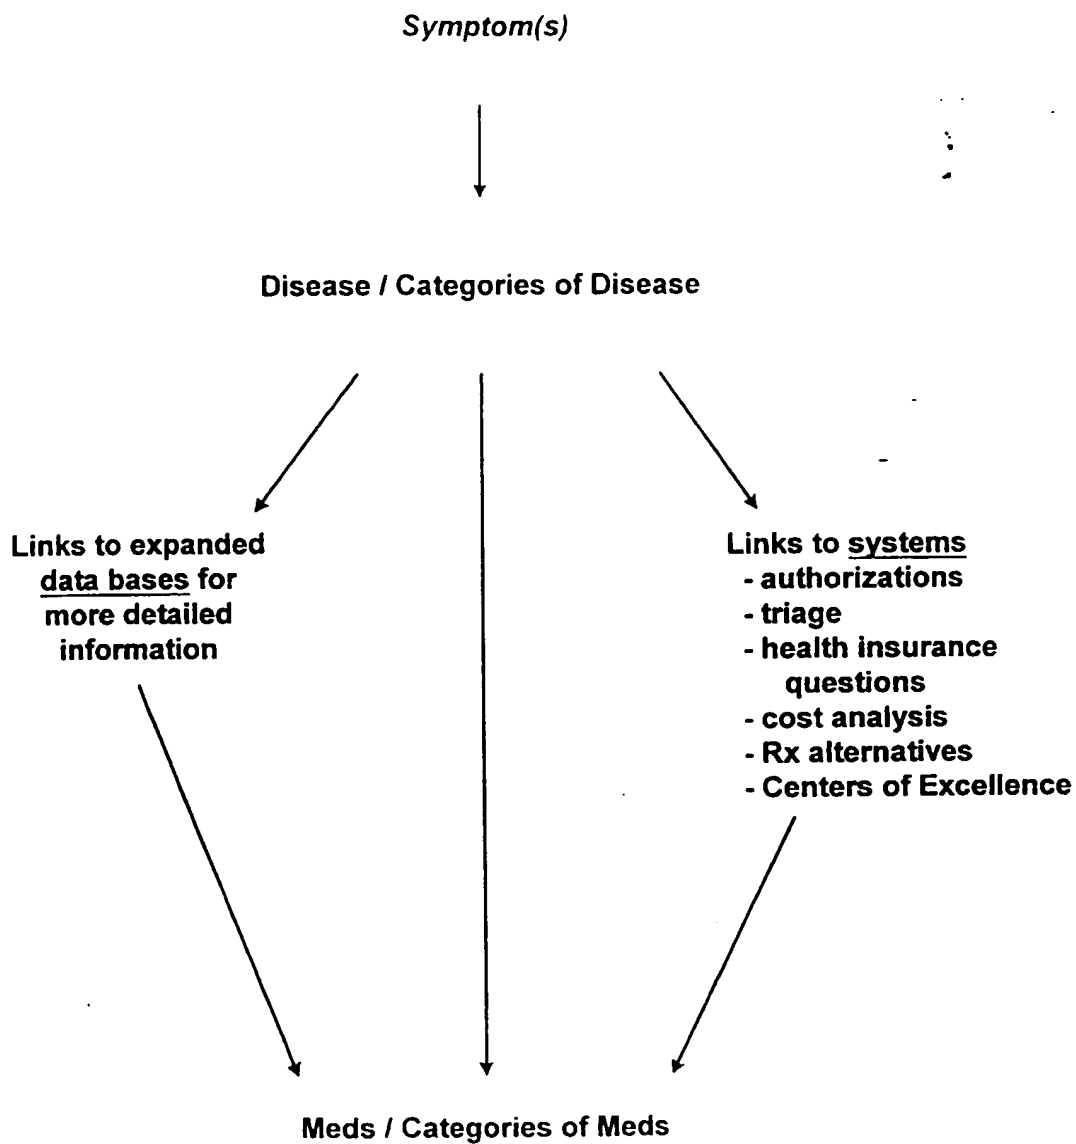 Symptom(s)
Disease / Categories of Disease
Links to expanded
data bases for
more detailed
information
Links to systems
- authorizations
- triage
- health insurance
questions
- cost analysis
- Rx alternatives
- Centers of Excellence
Meds / Categories of Meds